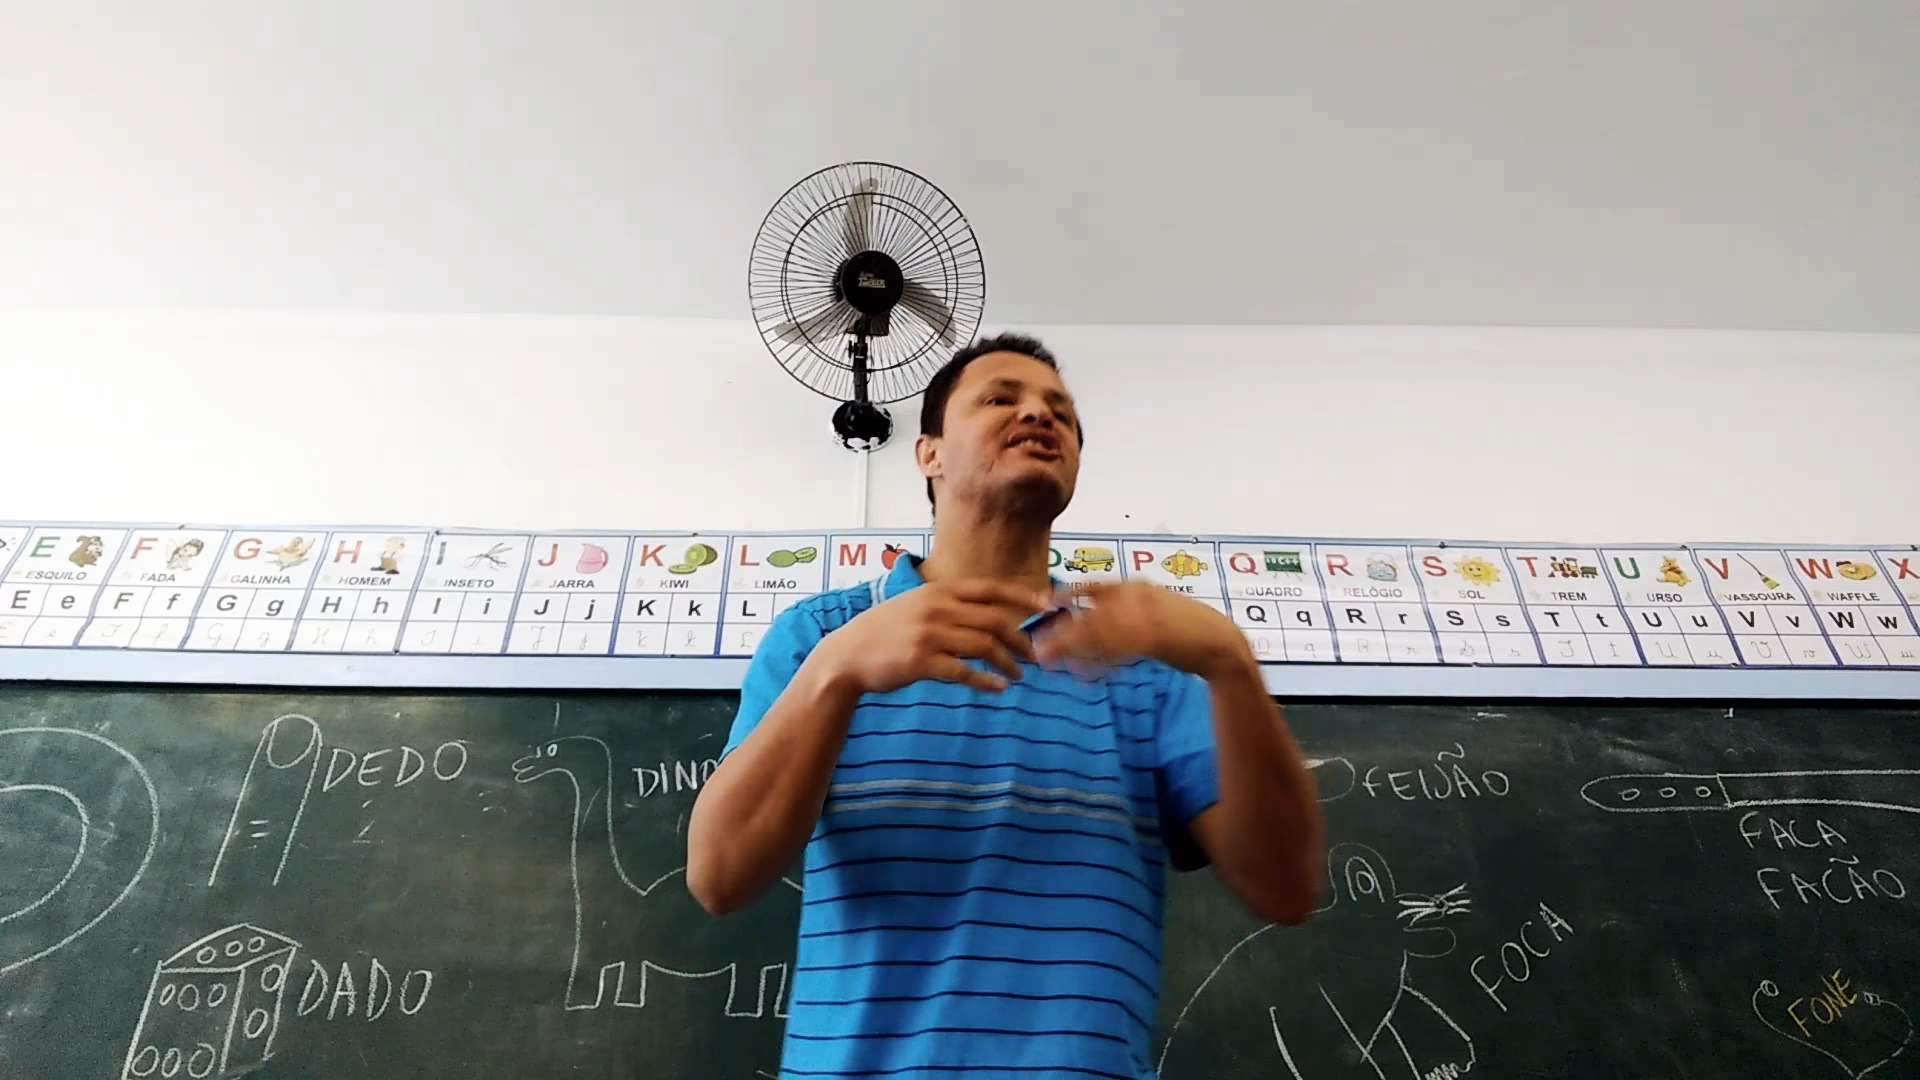 E F G H I J K L M P Q R S T U V W X
ESQUILO FADA GALINHA HOMEM INSETO JARRA KIWI LIMÃO QUADRO RELÓGIO SOL TREM URSO VASSOURA WAFFLE
E e F f G g H h I i J j K k L Q q R r S s T t U u V v W w
E e F f G g H h I i J j K k L Q q R r S s T t U u V v W w
DEDO
DINO
FEIJÃO
FACA
FACÃO
DADO
FOCA
FONE